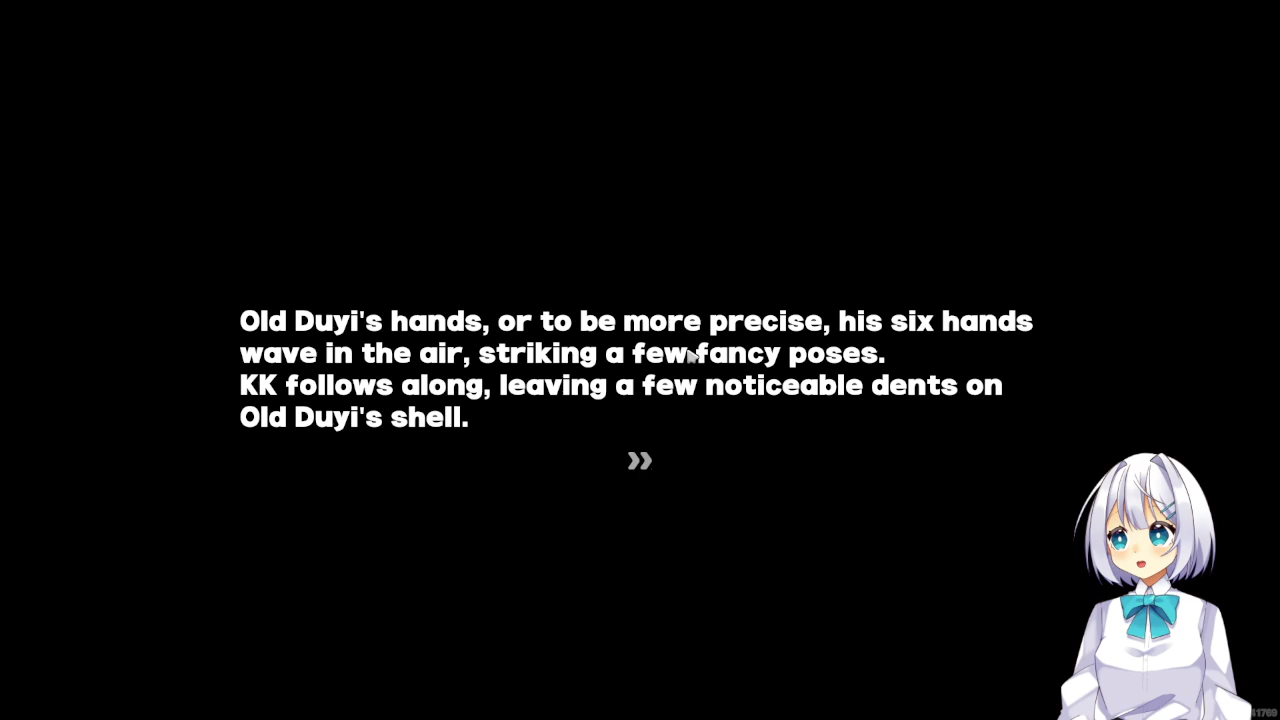 Old Duyi's hands, or to be more precise, his six hands
wave in the air, striking a few fancy poses.
KK follows along, leaving a few noticeable dents on
Old Duyi's shell.